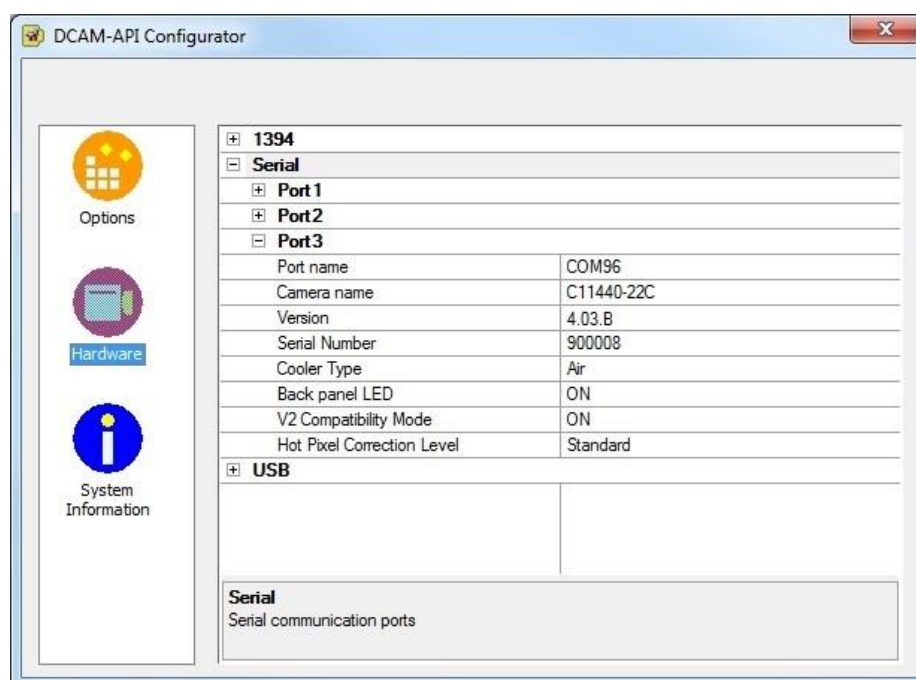 DCAM-API Configurator
Options
Hardware
System
Information
1394
Serial
Port1
Port2
Port3
Port name COM96
Camera name C11440-22C
Version 4.03.B
Serial Number 900008
Cooler Type Air
Back panel LED ON
V2 Compatibility Mode ON
Hot Pixel Correction Level Standard
USB
Serial
Serial communication ports